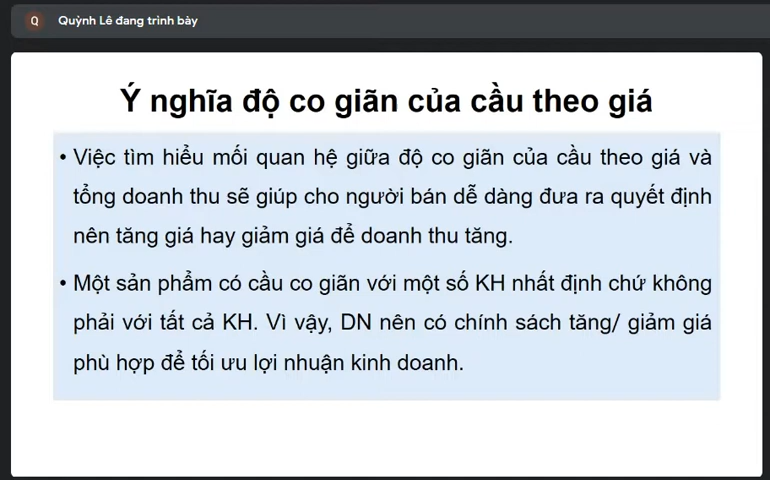 Q
Quỳnh Lê đang trình bày
Ý nghĩa độ co giãn của cầu theo giá
• Việc tìm hiểu mối quan hệ giữa độ co giãn của cầu theo giá và
tổng doanh thu sẽ giúp cho người bán dễ dàng đưa ra quyết định
nên tăng giá hay giảm giá để doanh thu tăng.
• Một sản phẩm có cầu co giãn với một số KH nhất định chứ không
phải với tất cả KH. Vì vậy, DN nên có chính sách tăng/ giảm giá
phù hợp để tối ưu lợi nhuận kinh doanh.